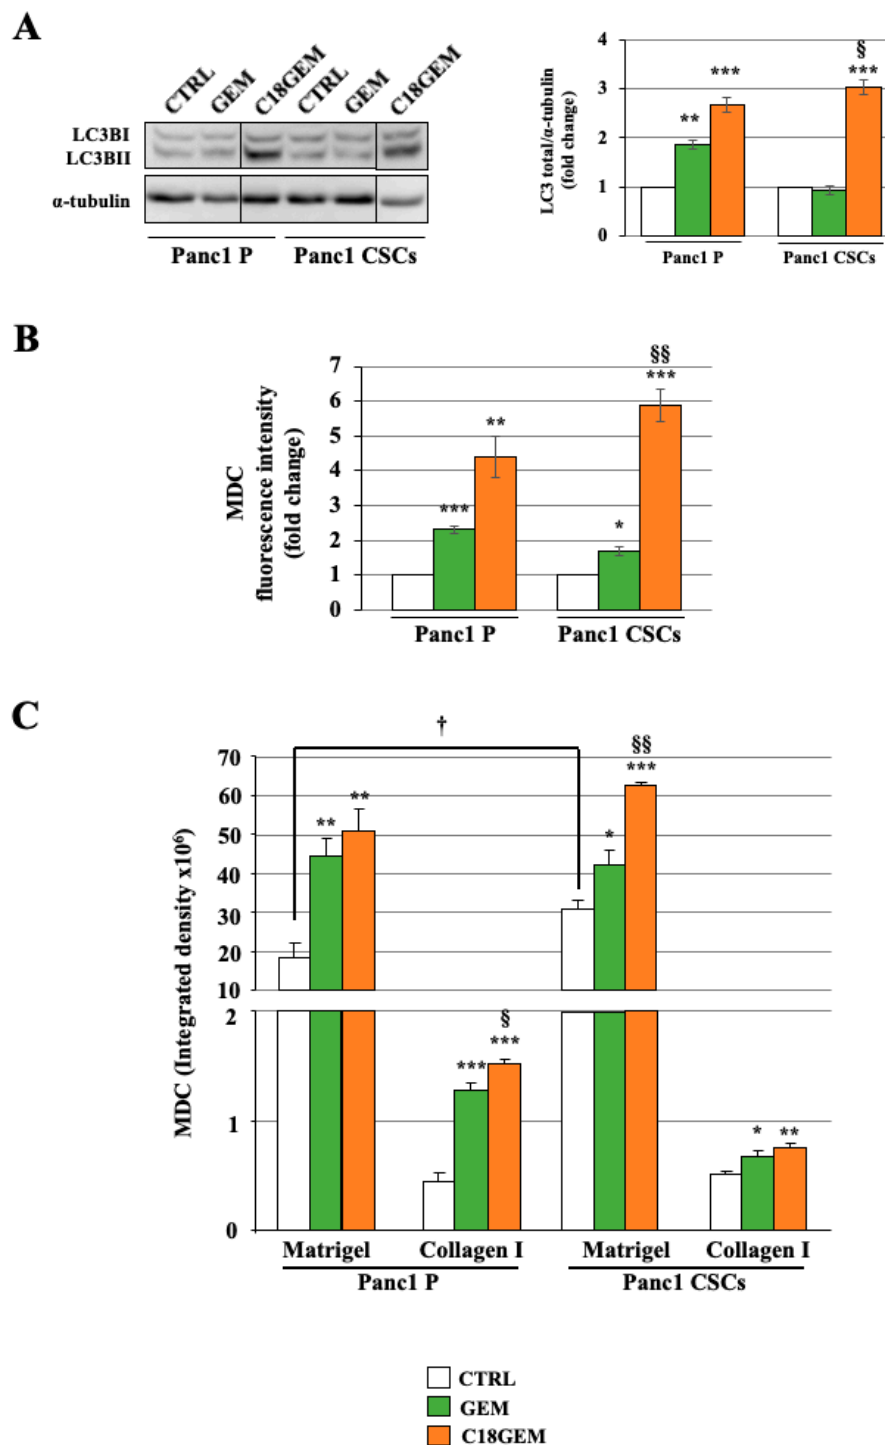 A
CTRL
GEM
C18GEM
CTRL
GEM
C18GEM
LC3BI
LC3BII
α-tubulin
Panc1 P
Panc1 CSCs
LC3 total/α-tubulin
(fold change)
4
3
2
1
0
**
***
§
***
Panc1 P
Panc1 CSCs
B
MDC
fluorescence intensity
(fold change)
7
6
5
4
3
2
1
0
***
**
*
§§
***
Panc1 P
Panc1 CSCs
C
†
MDC (Integrated density x10⁶)
70
60
50
40
30
20
10
2
1
0
**
**
***
§
***
*
§§
***
*
**
Matrigel
Collagen I
Matrigel
Collagen I
Panc1 P
Panc1 CSCs
CTRL
GEM
C18GEM